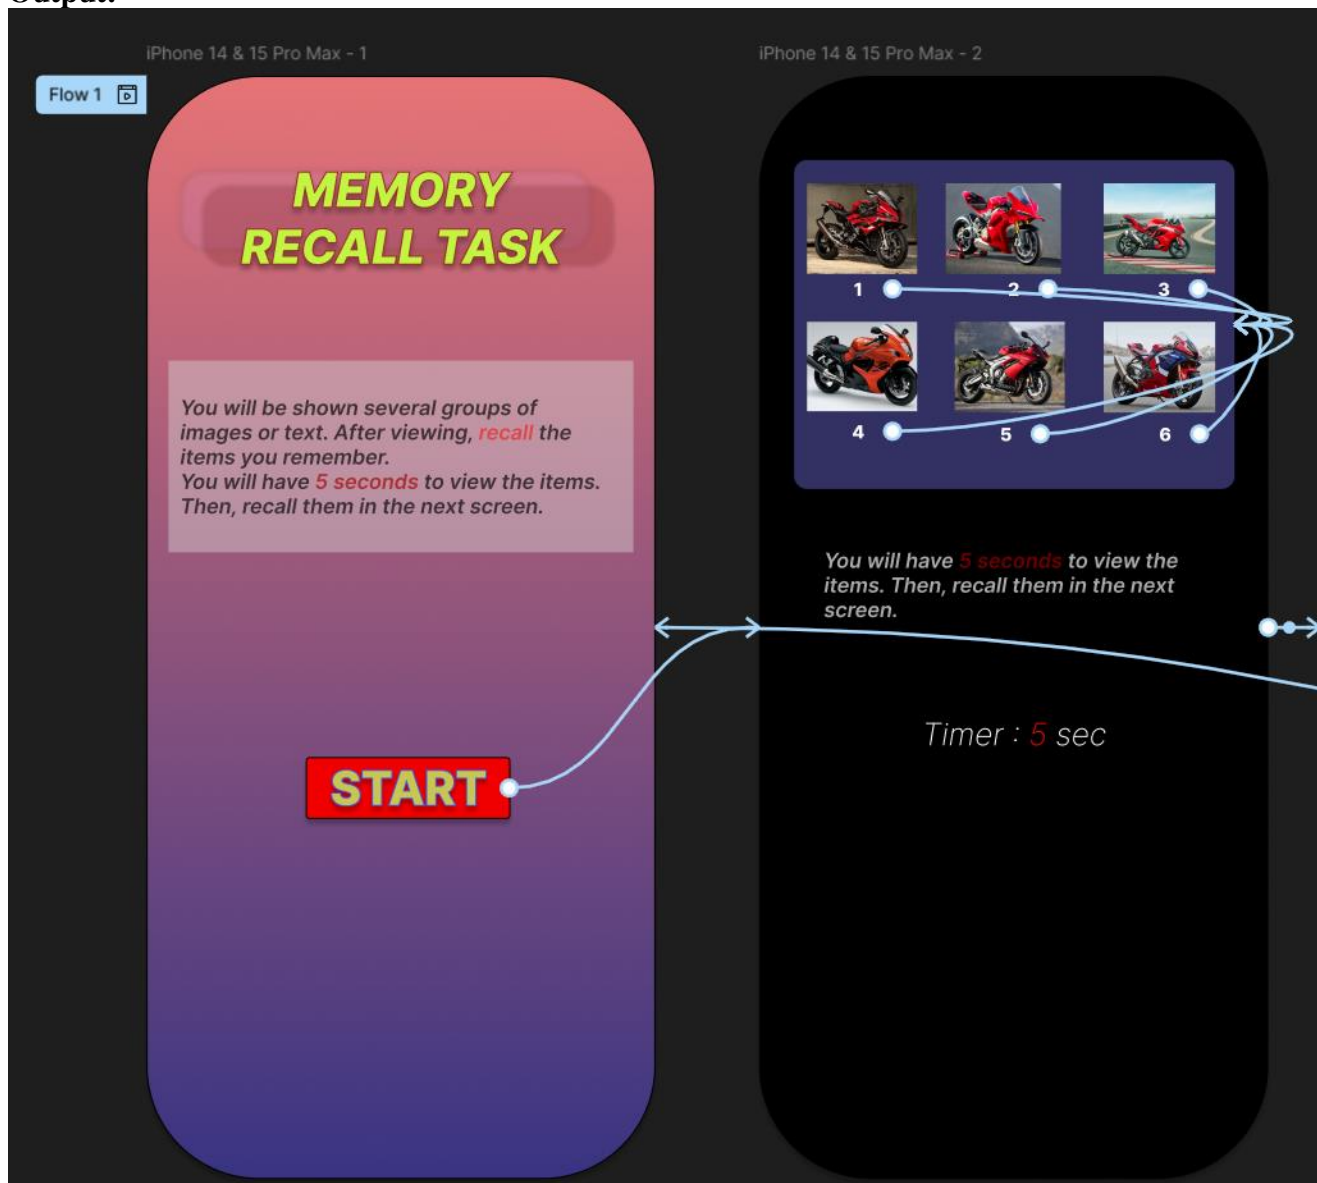 Output:
iPhone 14 & 15 Pro Max - 1
Flow 1
MEMORY
RECALL TASK
You will be shown several groups of
images or text. After viewing, recall the
items you remember.
You will have 5 seconds to view the items.
Then, recall them in the next screen.
START
iPhone 14 & 15 Pro Max - 2
1 2 3
4 5 6
You will have 5 seconds to view the
items. Then, recall them in the next
screen.
Timer : 5 sec